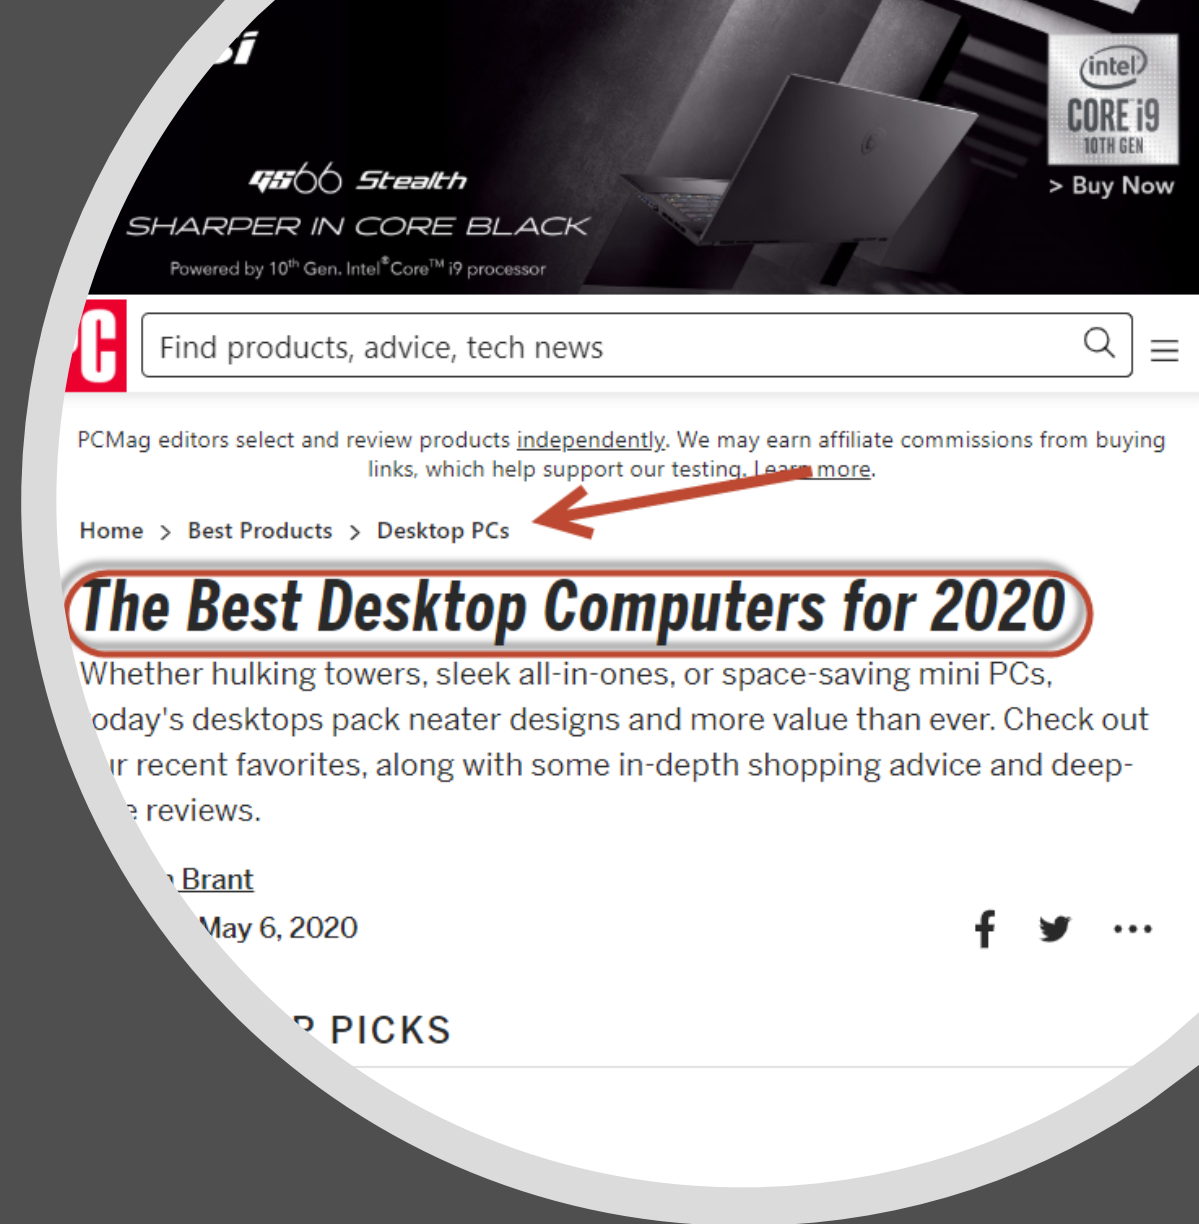 GS66 Stealth
SHARPER IN CORE BLACK
Powered by 10th Gen. Intel® Core™ i9 processor
intel
CORE i9
10TH GEN
> Buy Now
Find products, advice, tech news
PCMag editors select and review products independently. We may earn affiliate commissions from buying
links, which help support our testing. Learn more.
Home > Best Products > Desktop PCs
The Best Desktop Computers for 2020
Whether hulking towers, sleek all-in-ones, or space-saving mini PCs,
today's desktops pack neater designs and more value than ever. Check out
recent favorites, along with some in-depth shopping advice and deep-
reviews.
Brant
May 6, 2020
PICKS